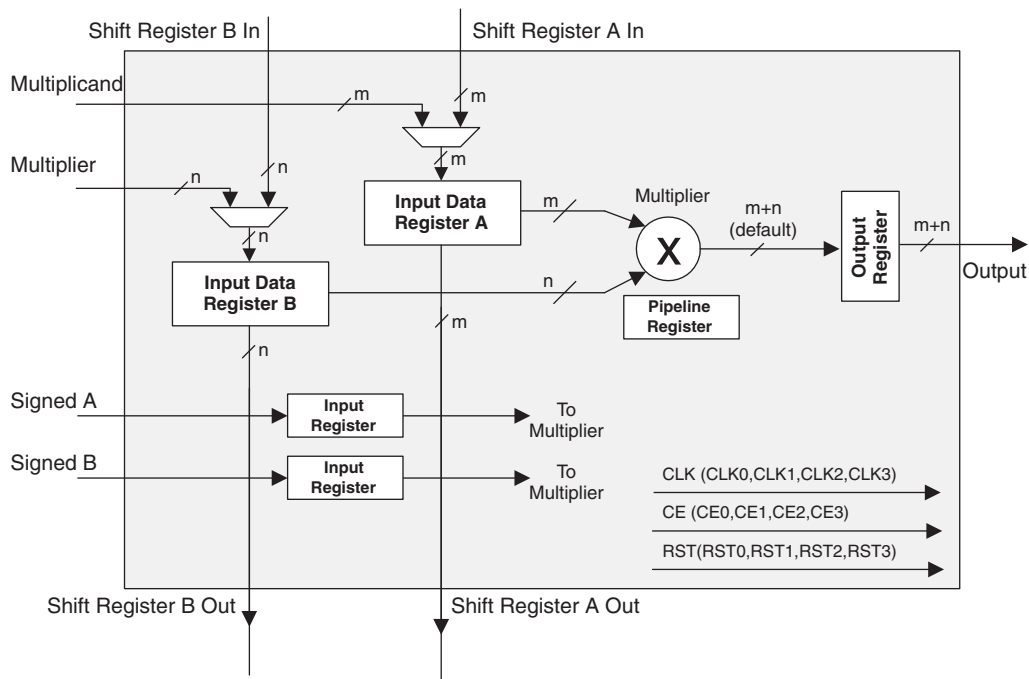 Shift Register B In
Shift Register A In
Multiplicand
m
m
Multiplier
n
n
m
Input Data
Register A
m
Multiplier
m+n
(default)
Output
Register
m+n
Output
n
Input Data
Register B
n
X
Pipeline
Register
m
n
Signed A
Input
Register
To
Multiplier
Signed B
Input
Register
To
Multiplier
CLK (CLK0,CLK1,CLK2,CLK3)
CE (CE0,CE1,CE2,CE3)
RST(RST0,RST1,RST2,RST3)
Shift Register B Out
Shift Register A Out